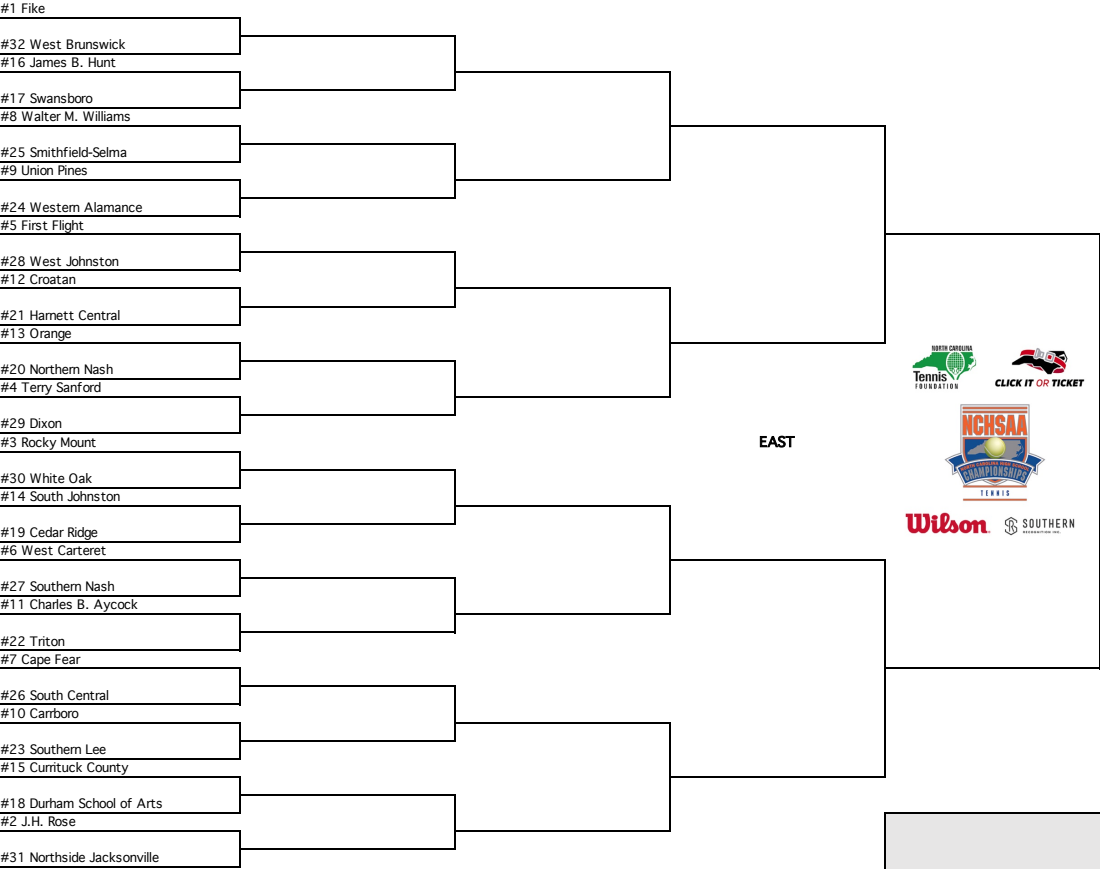 #1 Fike
#32 West Brunswick
#16 James B. Hunt
#17 Swansboro
#8 Walter M. Williams
#25 Smithfield-Selma
#9 Union Pines
#24 Western Alamance
#5 First Flight
#28 West Johnston
#12 Croatan
#21 Harnett Central
#13 Orange
#20 Northern Nash
#4 Terry Sanford
#29 Dixon
#3 Rocky Mount
#30 White Oak
#14 South Johnston
#19 Cedar Ridge
#6 West Carteret
#27 Southern Nash
#11 Charles B. Aycock
#22 Triton
#7 Cape Fear
#26 South Central
#10 Carrboro
#23 Southern Lee
#15 Currituck County
#18 Durham School of Arts
#2 J.H. Rose
#31 Northside Jacksonville
EAST
NORTH CAROLINA
Tennis
FOUNDATION
CLICK IT OR TICKET
NCHSAA
CHAMPIONSHIPS
TENNIS
Wilson
SOUTHERN